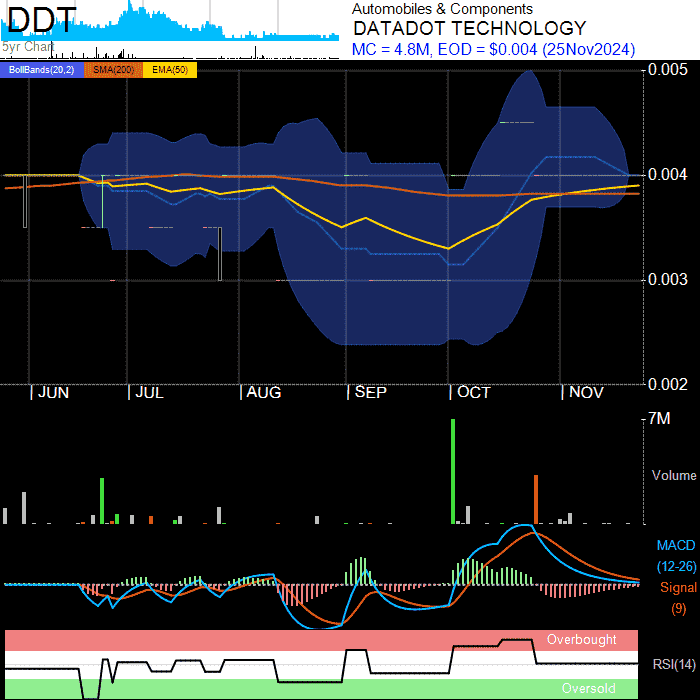 DDT
5yr Chart
Automobiles & Components
DATADOT TECHNOLOGY
MC = 4.8M, EOD = $0.004 (25Nov2024)
BollBands(20,2) SMA(200) EMA(50)
0.005
0.004
0.003
0.002
JUN JUL AUG SEP OCT NOV
7M
Volume
MACD
(12-26)
Signal
(9)
Overbought
RSI(14)
Oversold